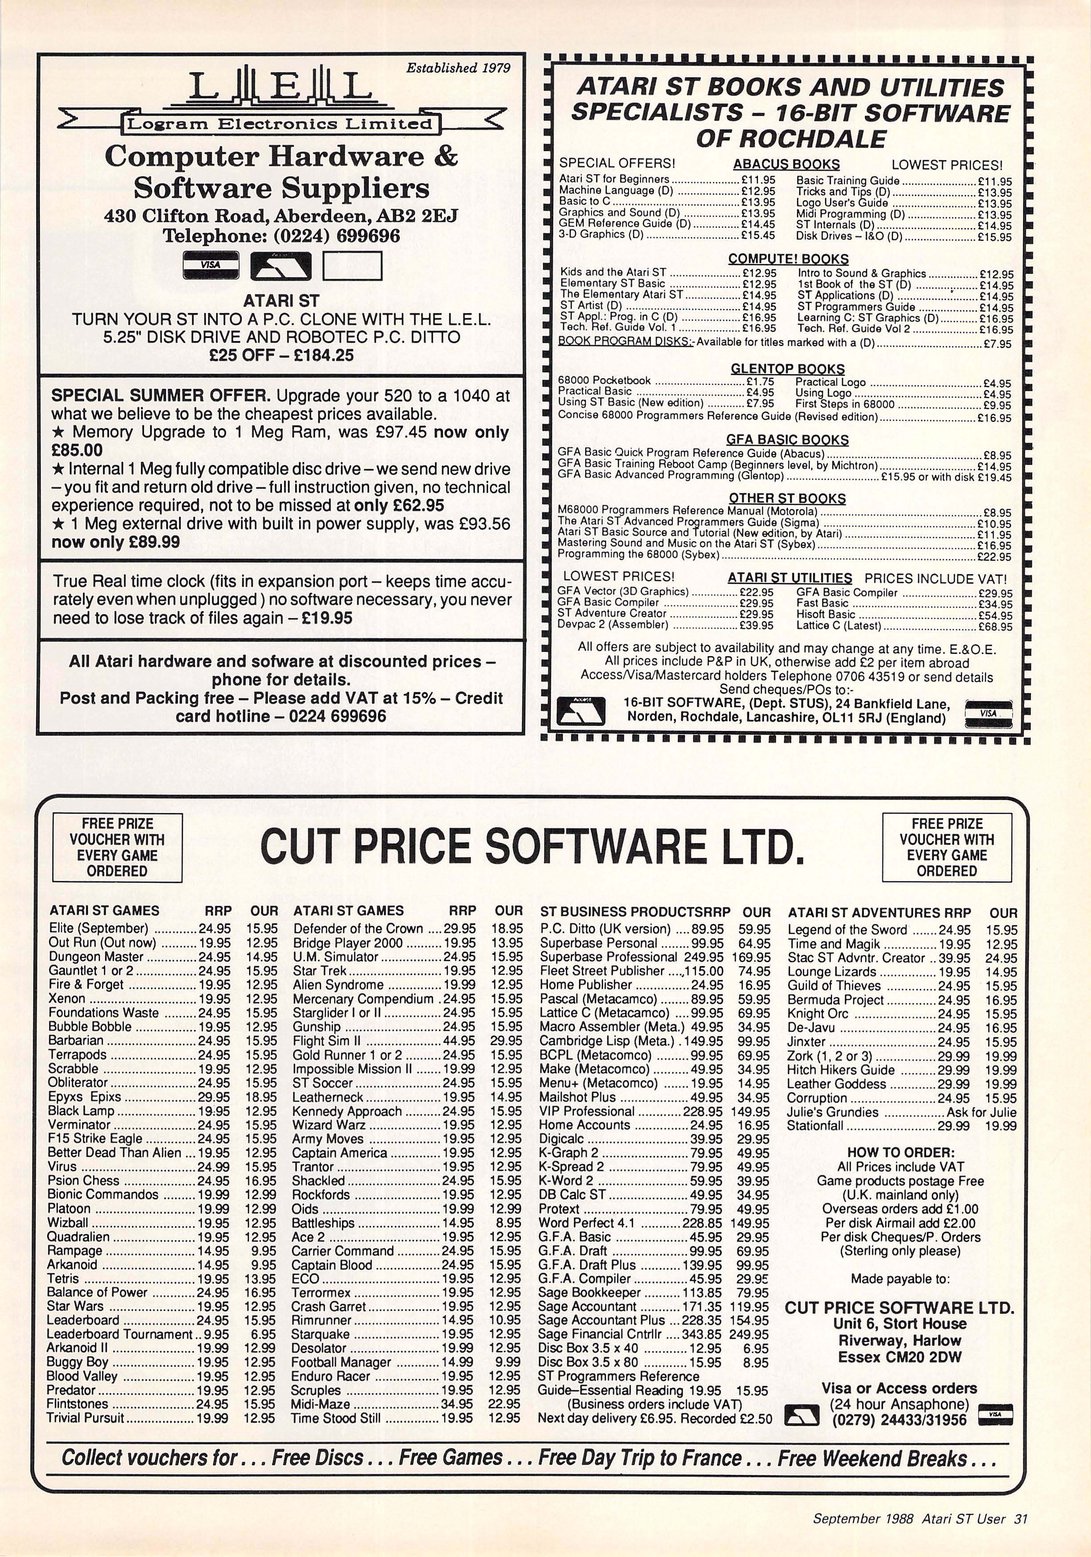 Established 1979
L E L
Logram Electronics Limited
Computer Hardware &
Software Suppliers
430 Clifton Road, Aberdeen, AB2 2EJ
Telephone: (0224) 699696
VISA
ATARI ST
TURN YOUR ST INTO A P.C. CLONE WITH THE L.E.L.
5.25" DISK DRIVE AND ROBOTEC P.C. DITTO
£25 OFF – £184.25
SPECIAL SUMMER OFFER. Upgrade your 520 to a 1040 at
what we believe to be the cheapest prices available.
★ Memory Upgrade to 1 Meg Ram, was £97.45 now only
£85.00
★ Internal 1 Meg fully compatible disc drive – we send new drive
– you fit and return old drive – full instruction given, no technical
experience required, not to be missed at only £62.95
★ 1 Meg external drive with built in power supply, was £93.56
now only £89.99
True Real time clock (fits in expansion port – keeps time accu-
rately even when unplugged ) no software necessary, you never
need to lose track of files again – £19.95
All Atari hardware and sofware at discounted prices –
phone for details.
Post and Packing free – Please add VAT at 15% – Credit
card hotline – 0224 699696
ATARI ST BOOKS AND UTILITIES
SPECIALISTS – 16-BIT SOFTWARE
OF ROCHDALE
SPECIAL OFFERS! ABACUS BOOKS LOWEST PRICES!
Atari ST for Beginners £11.95 Basic Training Guide £11.95
Machine Language (D) £12.95 Tricks and Tips (D) £13.95
Basic to C £13.95 Logo User's Guide £13.95
Graphics and Sound (D) £13.95 Midi Programming (D) £13.95
GEM Reference Guide (D) £14.45 ST Internals (D) £14.95
3-D Graphics (D) £15.45 Disk Drives – I&O (D) £15.95
COMPUTE! BOOKS
Kids and the Atari ST £12.95 Intro to Sound & Graphics £12.95
Elementary ST Basic £12.95 1st Book of the ST (D) £14.95
The Elementary Atari ST £14.95 ST Applications (D) £14.95
ST Artist (D) £14.95 ST Programmers Guide £14.95
ST Appl.: Prog. in C (D) £16.95 Learning C: ST Graphics (D) £16.95
Tech. Ref. Guide Vol. 1 £16.95 Tech. Ref. Guide Vol 2 £16.95
BOOK PROGRAM DISKS:- Available for titles marked with a (D) £7.95
GLENTOP BOOKS
68000 Pocketbook £1.75 Practical Logo £4.95
Practical Basic £4.95 Using Logo £4.95
Using ST Basic (New edition) £7.95 First Steps in 68000 £9.95
Concise 68000 Programmers Reference Guide (Revised edition) £16.95
GFA BASIC BOOKS
GFA Basic Quick Program Reference Guide (Abacus) £8.95
GFA Basic Training Reboot Camp (Beginners level, by Michtron) £14.95
GFA Basic Advanced Programming (Glentop) £15.95 or with disk £19.45
OTHER ST BOOKS
M68000 Programmers Reference Manual (Motorola) £8.95
The Atari ST Advanced Programmers Guide (Sigma) £10.95
Atari ST Basic Source and Tutorial (New edition, by Atari) £11.95
Mastering Sound and Music on the Atari ST (Sybex) £16.95
Programming the 68000 (Sybex) £22.95
LOWEST PRICES! ATARI ST UTILITIES PRICES INCLUDE VAT!
GFA Vector (3D Graphics) £22.95 GFA Basic Compiler £29.95
GFA Basic Compiler £29.95 Fast Basic £34.95
ST Adventure Creator £29.95 Hisoft Basic £54.95
Devpac 2 (Assembler) £39.95 Lattice C (Latest) £68.95
All offers are subject to availability and may change at any time. E.&O.E.
All prices include P&P in UK, otherwise add £2 per item abroad
Access/Visa/Mastercard holders Telephone 0706 43519 or send details
Send cheques/POs to:-
16-BIT SOFTWARE, (Dept. STUS), 24 Bankfield Lane,
Norden, Rochdale, Lancashire, OL11 5RJ (England)
VISA
FREE PRIZE
VOUCHER WITH
EVERY GAME
ORDERED
CUT PRICE SOFTWARE LTD.
FREE PRIZE
VOUCHER WITH
EVERY GAME
ORDERED
ATARI ST GAMES RRP OUR
Elite (September) 24.95 15.95
Out Run (Out now) 19.95 12.95
Dungeon Master 24.95 14.95
Gauntlet 1 or 2 24.95 15.95
Fire & Forget 19.95 12.95
Xenon 19.95 12.95
Foundations Waste 24.95 15.95
Bubble Bobble 19.95 12.95
Barbarian 24.95 15.95
Terrapods 24.95 15.95
Scrabble 19.95 12.95
Obliterator 24.95 15.95
Epyxs Epixs 29.95 18.95
Black Lamp 19.95 12.95
Verminator 24.95 15.95
F15 Strike Eagle 24.95 15.95
Better Dead Than Alien 19.95 12.95
Virus 24.99 15.95
Psion Chess 24.95 16.95
Bionic Commandos 19.99 12.99
Platoon 19.99 12.99
Wizball 19.95 12.95
Quadralien 19.95 12.95
Rampage 14.95 9.95
Arkanoid 14.95 9.95
Tetris 19.95 13.95
Balance of Power 24.95 16.95
Star Wars 19.95 12.95
Leaderboard 24.95 15.95
Leaderboard Tournament 9.95 6.95
Arkanoid II 19.99 12.99
Buggy Boy 19.95 12.95
Blood Valley 19.95 12.95
Predator 19.95 12.95
Flintstones 24.95 15.95
Trivial Pursuit 19.99 12.95
ATARI ST GAMES RRP OUR
Defender of the Crown 29.95 18.95
Bridge Player 2000 19.95 13.95
U.M. Simulator 24.95 15.95
Star Trek 19.95 12.95
Alien Syndrome 19.99 12.95
Mercenary Compendium 24.95 15.95
Starglider I or II 24.95 15.95
Gunship 24.95 15.95
Flight Sim II 44.95 29.95
Gold Runner 1 or 2 24.95 15.95
Impossible Mission II 19.99 12.95
ST Soccer 24.95 15.95
Leatherneck 19.95 14.95
Kennedy Approach 24.95 15.95
Wizard Warz 19.95 12.95
Army Moves 19.95 12.95
Captain America 19.95 12.95
Trantor 19.95 12.95
Shackled 24.95 15.95
Rockfords 19.95 12.95
Oids 19.99 12.99
Battleships 14.95 8.95
Ace 2 19.95 12.95
Carrier Command 24.95 15.95
Captain Blood 24.95 15.95
ECO 19.95 12.95
Terrormex 19.95 12.95
Crash Garret 19.95 12.95
Rimrunner 14.95 10.95
Starquake 19.95 12.95
Desolator 19.99 12.95
Football Manager 14.99 9.99
Enduro Racer 19.95 12.95
Scruples 19.95 12.95
Midi-Maze 34.95 22.95
Time Stood Still 19.95 12.95
ST BUSINESS PRODUCTS RRP OUR
P.C. Ditto (UK version) 89.95 59.95
Superbase Personal 99.95 64.95
Superbase Professional 249.95 169.95
Fleet Street Publisher 115.00 74.95
Home Publisher 24.95 16.95
Pascal (Metacamco) 89.95 59.95
Lattice C (Metacamco) 99.95 69.95
Macro Assembler (Meta.) 49.95 34.95
Cambridge Lisp (Meta.) 149.95 99.95
BCPL (Metacomco) 99.95 69.95
Make (Metacomco) 49.95 34.95
Menu+ (Metacomco) 19.95 14.95
Mailshot Plus 49.95 34.95
VIP Professional 228.95 149.95
Home Accounts 24.95 16.95
Digicalc 39.95 29.95
K-Graph 2 79.95 49.95
K-Spread 2 79.95 49.95
K-Word 2 59.95 39.95
DB Calc ST 49.95 34.95
Protext 79.95 49.95
Word Perfect 4.1 228.85 149.95
G.F.A. Basic 45.95 29.95
G.F.A. Draft 99.95 69.95
G.F.A. Draft Plus 139.95 99.95
G.F.A. Compiler 45.95 29.95
Sage Bookkeeper 113.85 79.95
Sage Accountant 171.35 119.95
Sage Accountant Plus 228.35 154.95
Sage Financial Cntrllr 343.85 249.95
Disc Box 3.5 x 40 12.95 6.95
Disc Box 3.5 x 80 15.95 8.95
ST Programmers Reference
Guide–Essential Reading 19.95 15.95
(Business orders include VAT)
Next day delivery £6.95. Recorded £2.50
ATARI ST ADVENTURES RRP OUR
Legend of the Sword 24.95 15.95
Time and Magik 19.95 12.95
Stac ST Advntr. Creator 39.95 24.95
Lounge Lizards 19.95 14.95
Guild of Thieves 24.95 15.95
Bermuda Project 24.95 16.95
Knight Orc 24.95 15.95
De-Javu 24.95 16.95
Jinxter 24.95 15.95
Zork (1, 2 or 3) 29.99 19.99
Hitch Hikers Guide 29.99 19.99
Leather Goddess 29.99 19.99
Corruption 24.95 15.95
Julie's Grundies Ask for Julie
Stationfall 29.99 19.99
HOW TO ORDER:
All Prices include VAT
Game products postage Free
(U.K. mainland only)
Overseas orders add £1.00
Per disk Airmail add £2.00
Per disk Cheques/P. Orders
(Sterling only please)
Made payable to:
CUT PRICE SOFTWARE LTD.
Unit 6, Stort House
Riverway, Harlow
Essex CM20 2DW
Visa or Access orders
(24 hour Ansaphone)
(0279) 24433/31956
VISA
Collect vouchers for . . . Free Discs . . . Free Games . . . Free Day Trip to France . . . Free Weekend Breaks . . .
September 1988 Atari ST User 31